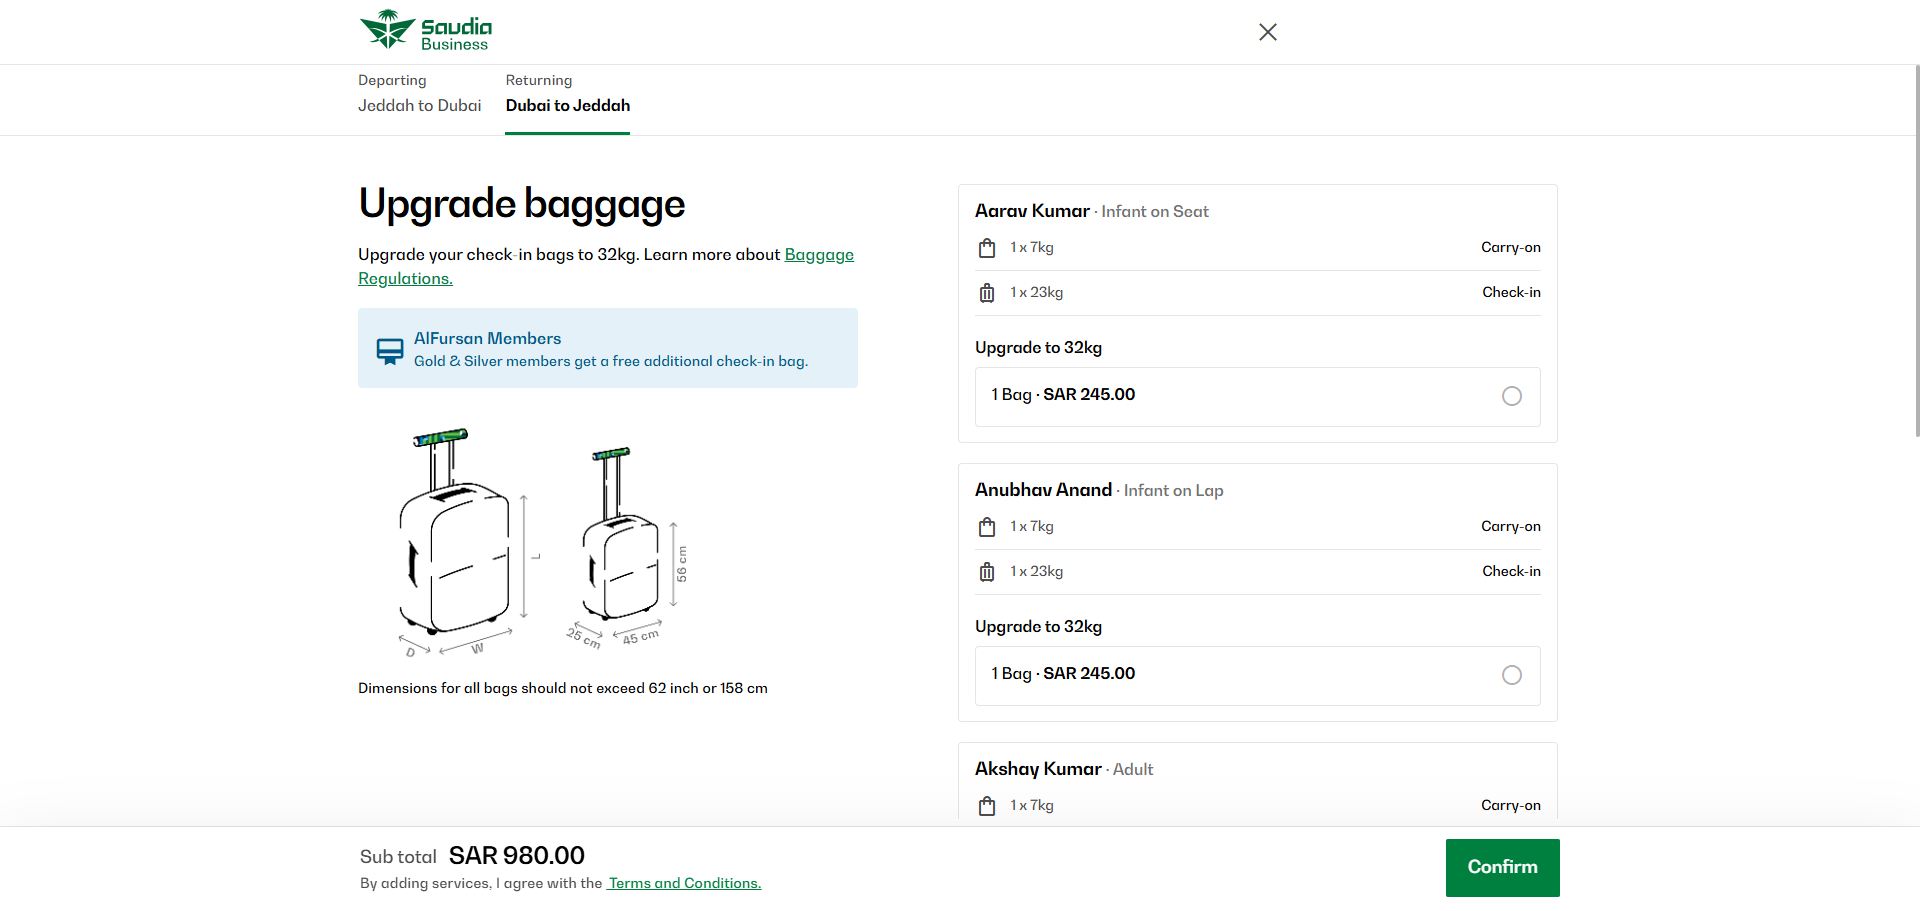 Saudia
Business
Departing
Jeddah to Dubai
Returning
Dubai to Jeddah
Upgrade baggage
Upgrade your check-in bags to 32kg. Learn more about Baggage
Regulations.
AlFursan Members
Gold & Silver members get a free additional check-in bag.
L
D
W
56 cm
25 cm
45 cm
Dimensions for all bags should not exceed 62 inch or 158 cm
Aarav Kumar · Infant on Seat
1 x 7kg Carry-on
1 x 23kg Check-in
Upgrade to 32kg
1 Bag · SAR 245.00
Anubhav Anand · Infant on Lap
1 x 7kg Carry-on
1 x 23kg Check-in
Upgrade to 32kg
1 Bag · SAR 245.00
Akshay Kumar · Adult
1 x 7kg Carry-on
Sub total SAR 980.00
By adding services, I agree with the Terms and Conditions.
Confirm